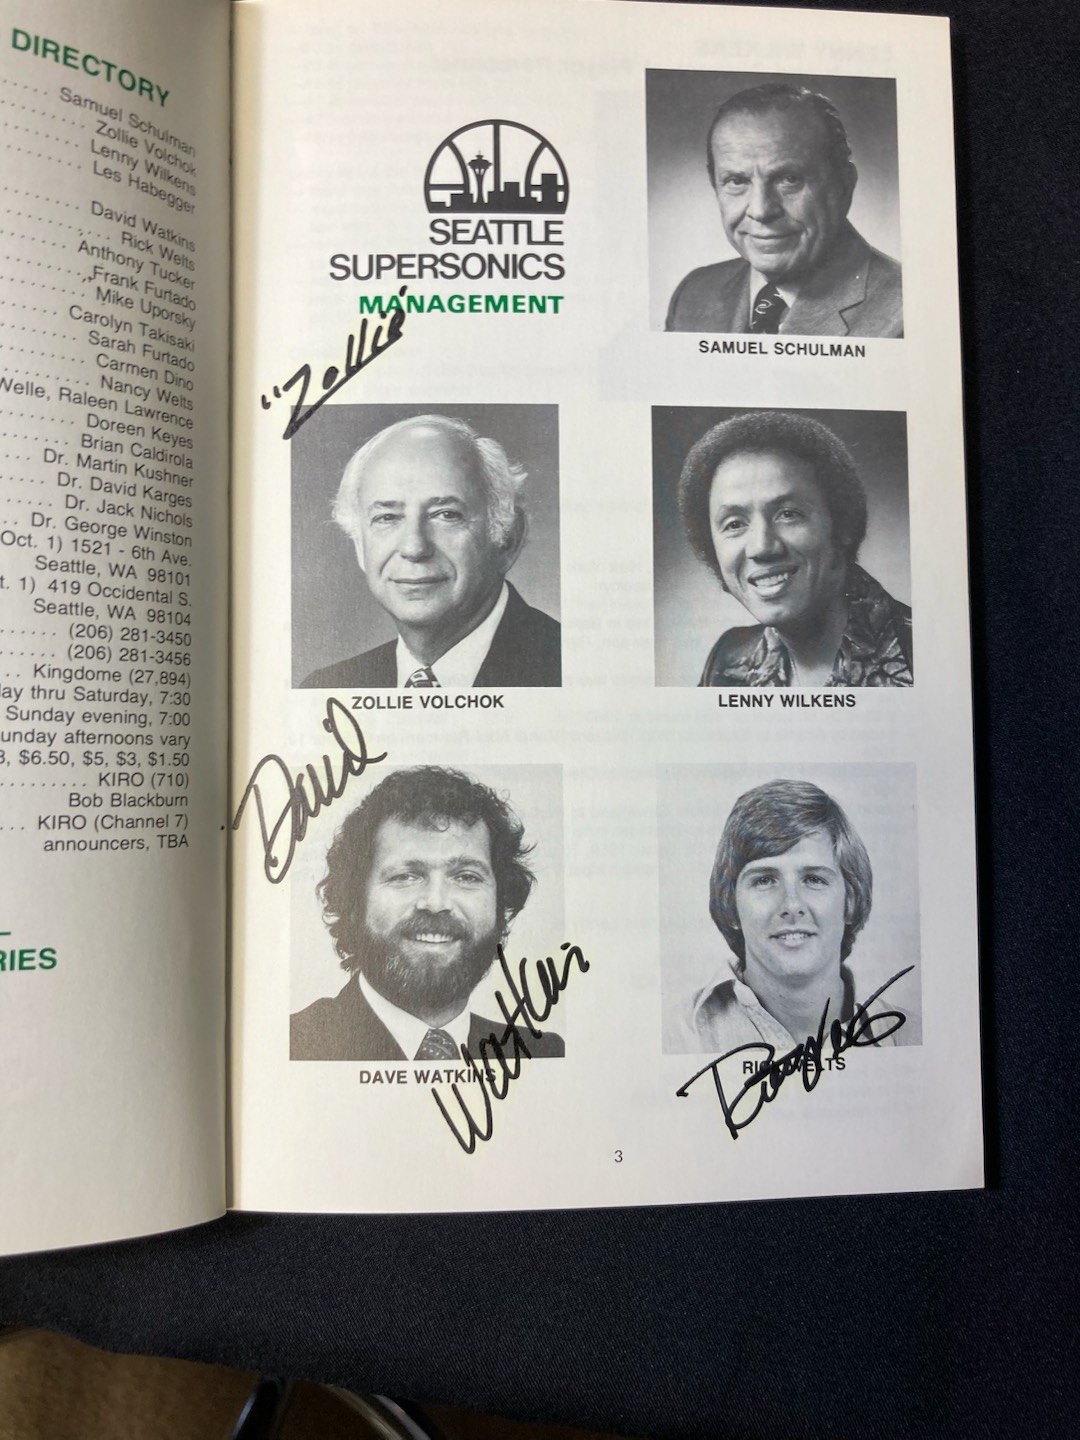 DIRECTORY
Samuel Schulman
Zollie Volchok
Lenny Wilkens
Les Habegger
David Watkins
Rick Welts
Anthony Tucker
Frank Furtado
Mike Uporsky
Carolyn Takisaki
Sarah Furtado
Carmen Dino
Nancy Welts
Welle, Raleen Lawrence
Doreen Keyes
Brian Caldirola
Dr. Martin Kushner
Dr. David Karges
Dr. Jack Nichols
Dr. George Winston
Oct. 1) 1521 - 6th Ave.
Seattle, WA 98101
t. 1) 419 Occidental S.
Seattle, WA 98104
(206) 281-3450
(206) 281-3456
Kingdome (27,894)
ay thru Saturday, 7:30
Sunday evening, 7:00
unday afternoons vary
$6.50, $5, $3, $1.50
KIRO (710)
Bob Blackburn
KIRO (Channel 7)
announcers, TBA
RIES
SEATTLE
SUPERSONICS
MANAGEMENT
SAMUEL SCHULMAN
"Zollie"
ZOLLIE VOLCHOK
LENNY WILKENS
David
Watkins
DAVE WATKINS
RICK WELTS
3